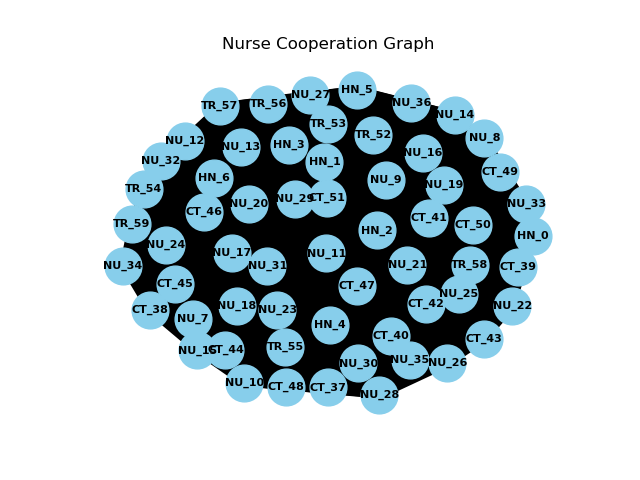 Nurse Cooperation Graph
HN_5
NU_27
NU_36
TR_56
TR_57
NU_14
TR_53
TR_52
NU_8
NU_12
HN_3
NU_13
NU_16
NU_32
HN_1
CT_49
HN_6
NU_9
NU_19
TR_54
NU_29
CT_51
NU_20
NU_33
CT_46
CT_41
TR_59
CT_50
HN_2
HN_0
NU_24
NU_17
NU_11
NU_34
NU_31
NU_21
TR_58
CT_39
CT_45
CT_47
NU_25
CT_38
NU_18
NU_23
CT_42
NU_22
NU_7
HN_4
CT_40
CT_43
NU_15
CT_44
TR_55
NU_30
NU_35
NU_26
NU_10
CT_48
CT_37
NU_28